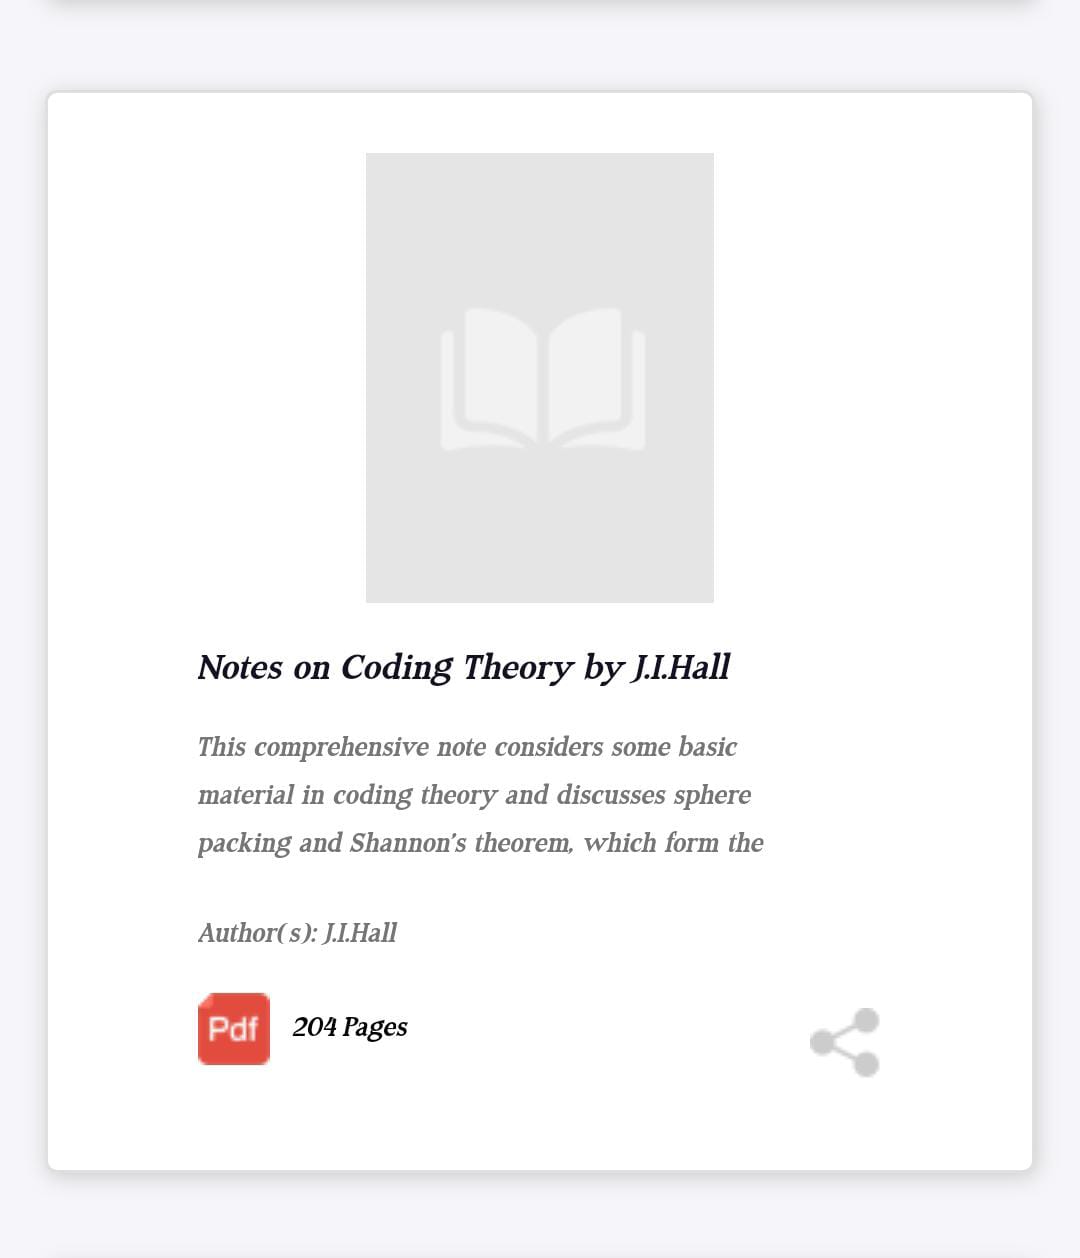 Notes on Coding Theory by J.I.Hall
This comprehensive note considers some basic
material in coding theory and discusses sphere
packing and Shannon's theorem, which form the
Author(s): J.I.Hall
Pdf 204 Pages